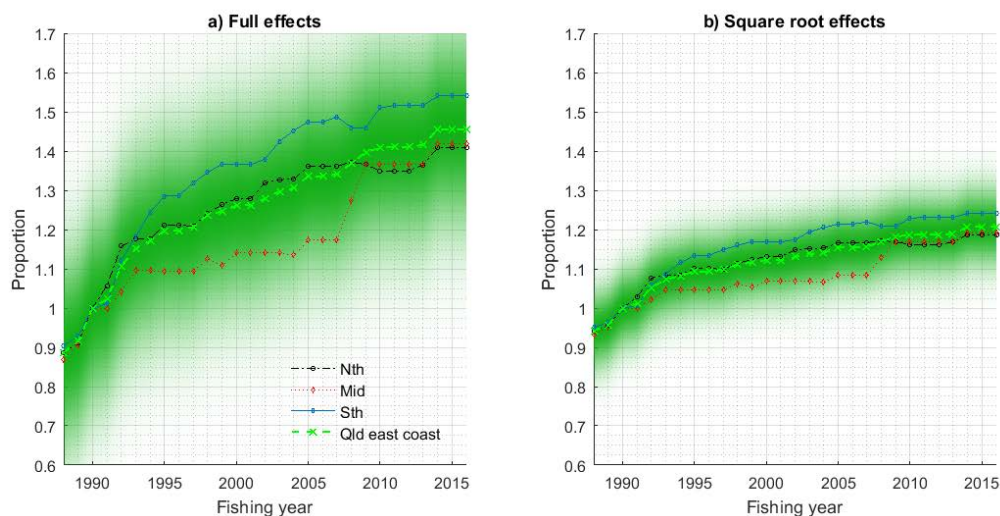 a) Full effects
1.7
1.6
1.5
1.4
1.3
1.2
1.1
1
0.9
0.8
0.7
0.6
Proportion
1990 1995 2000 2005 2010 2015
Fishing year
Nth
Mid
Sth
Qld east coast
b) Square root effects
1.7
1.6
1.5
1.4
1.3
1.2
1.1
1
0.9
0.8
0.7
0.6
Proportion
1990 1995 2000 2005 2010 2015
Fishing year